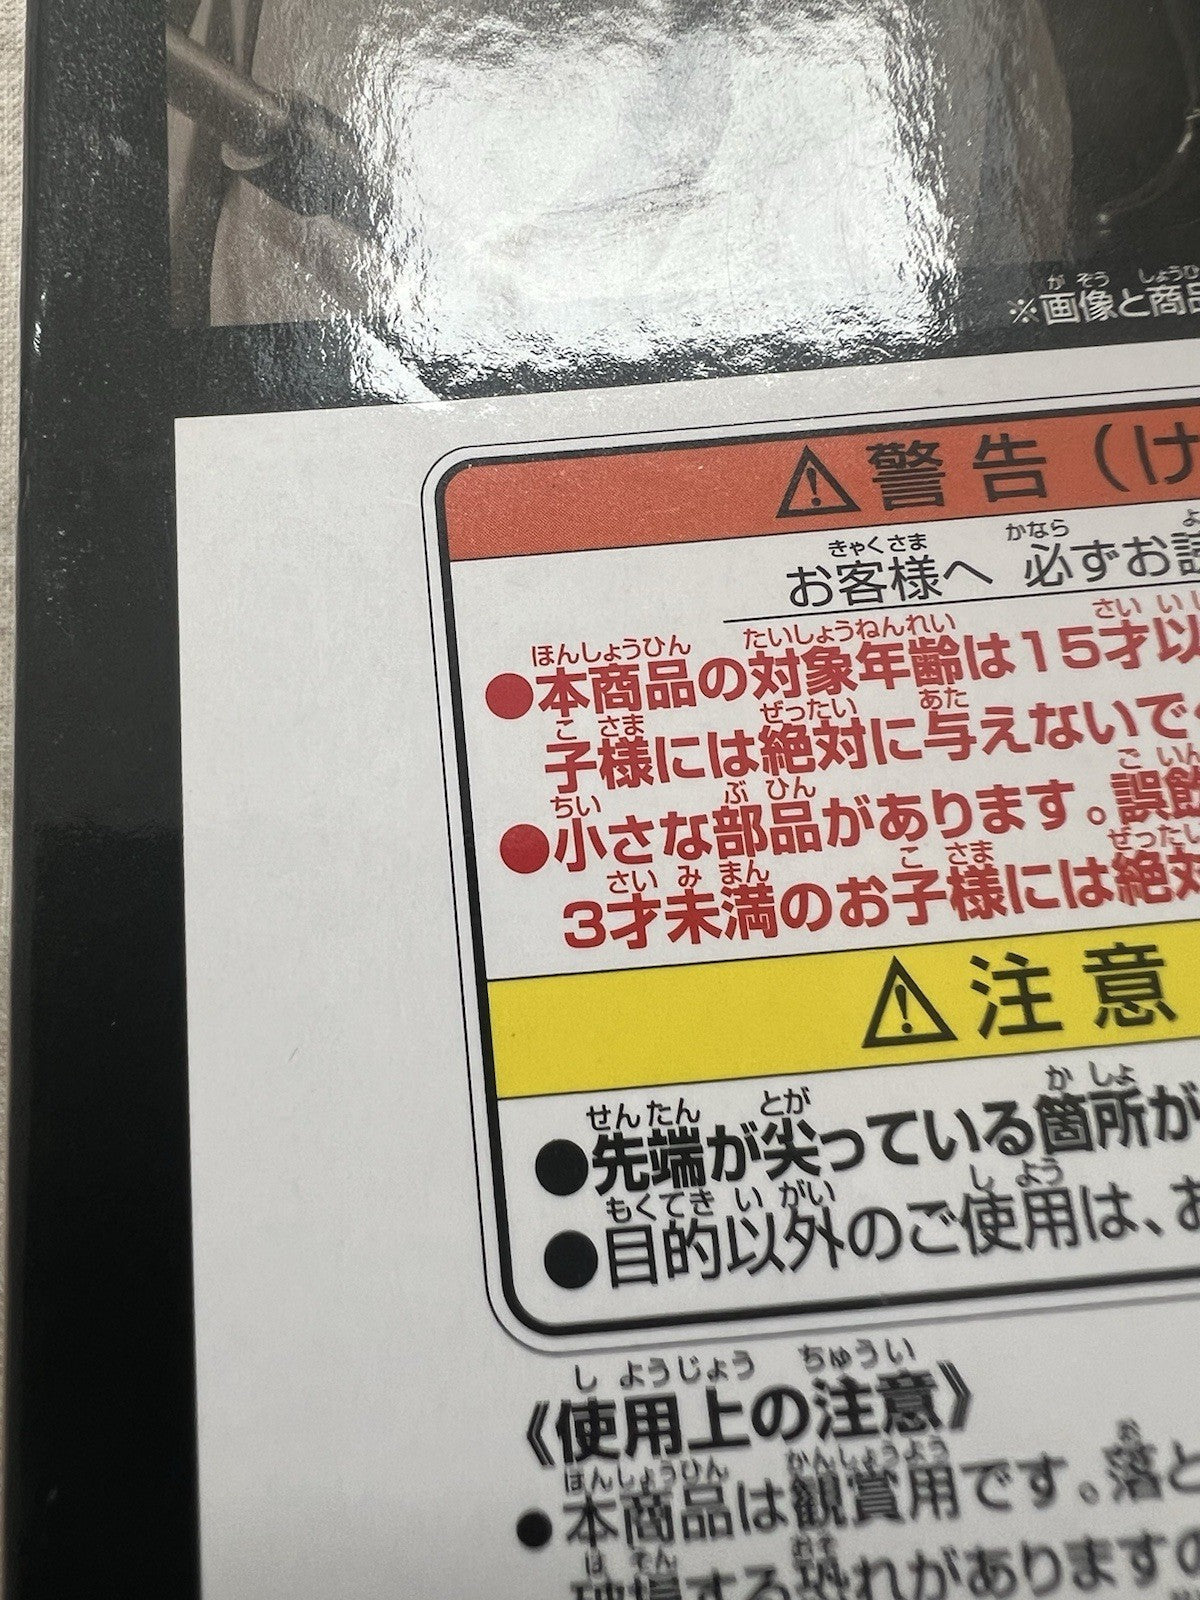 ※画像と商品
警告（け
お客様へ 必ずお読
●本商品の対象年齢は15才以
子様には絶対に与えないで
●小さな部品があります。誤飲
3才未満のお子様には絶対
注意
●先端が尖っている箇所が
●目的以外のご使用は、お
《使用上の注意》
●本商品は観賞用です。落と
破損する恐れがありますの